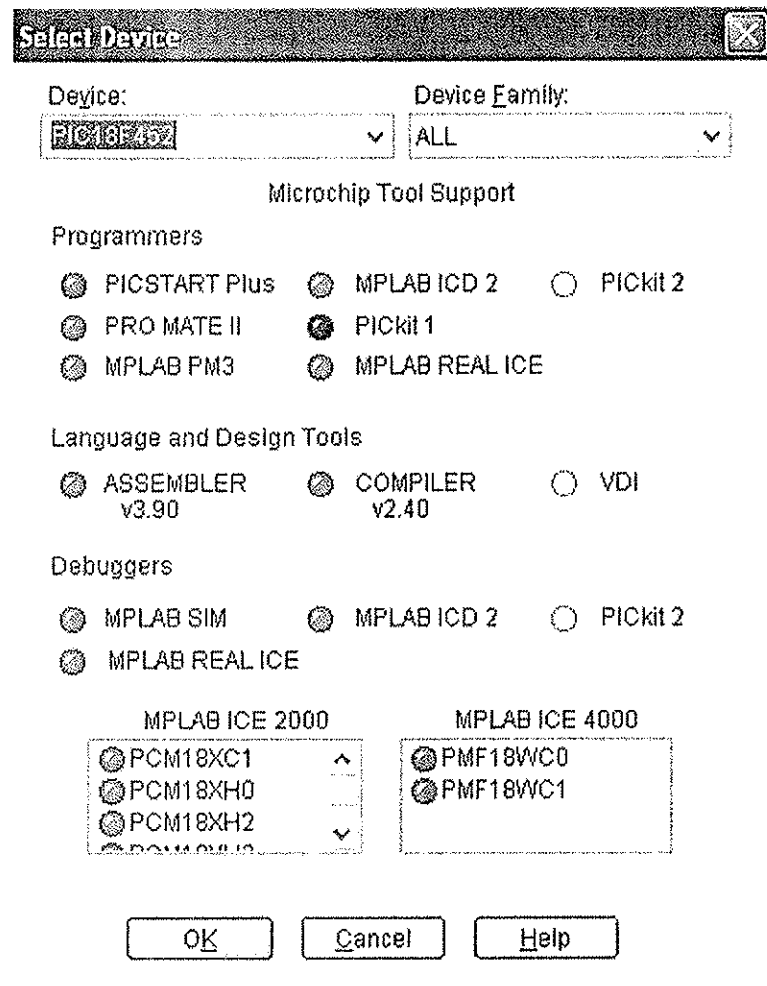 Select Device
Device: Device Family:
PIC18F452 ALL
Microchip Tool Support
Programmers
PICSTART Plus MPLAB ICD 2 PICkit 2
PRO MATE II PICkit 1
MPLAB PM3 MPLAB REAL ICE
Language and Design Tools
ASSEMBLER COMPILER VDI
v3.90 v2.40
Debuggers
MPLAB SIM MPLAB ICD 2 PICkit 2
MPLAB REAL ICE
MPLAB ICE 2000 MPLAB ICE 4000
PCM18XC1 PMF18WC0
PCM18XH0 PMF18WC1
PCM18XH2
OK Cancel Help